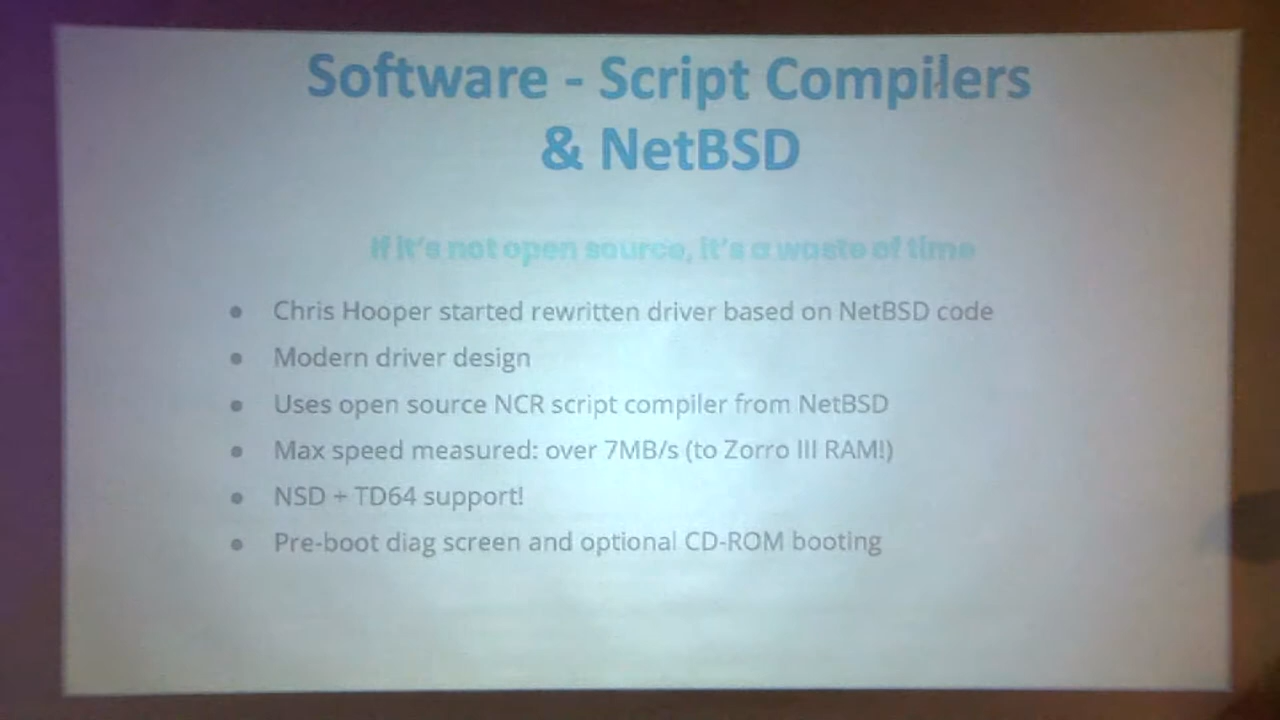 Software - Script Compilers
& NetBSD
If it's not open source, it's a waste of time
● Chris Hooper started rewritten driver based on NetBSD code
● Modern driver design
● Uses open source NCR script compiler from NetBSD
● Max speed measured: over 7MB/s (to Zorro III RAM!)
● NSD + TD64 support!
● Pre-boot diag screen and optional CD-ROM booting